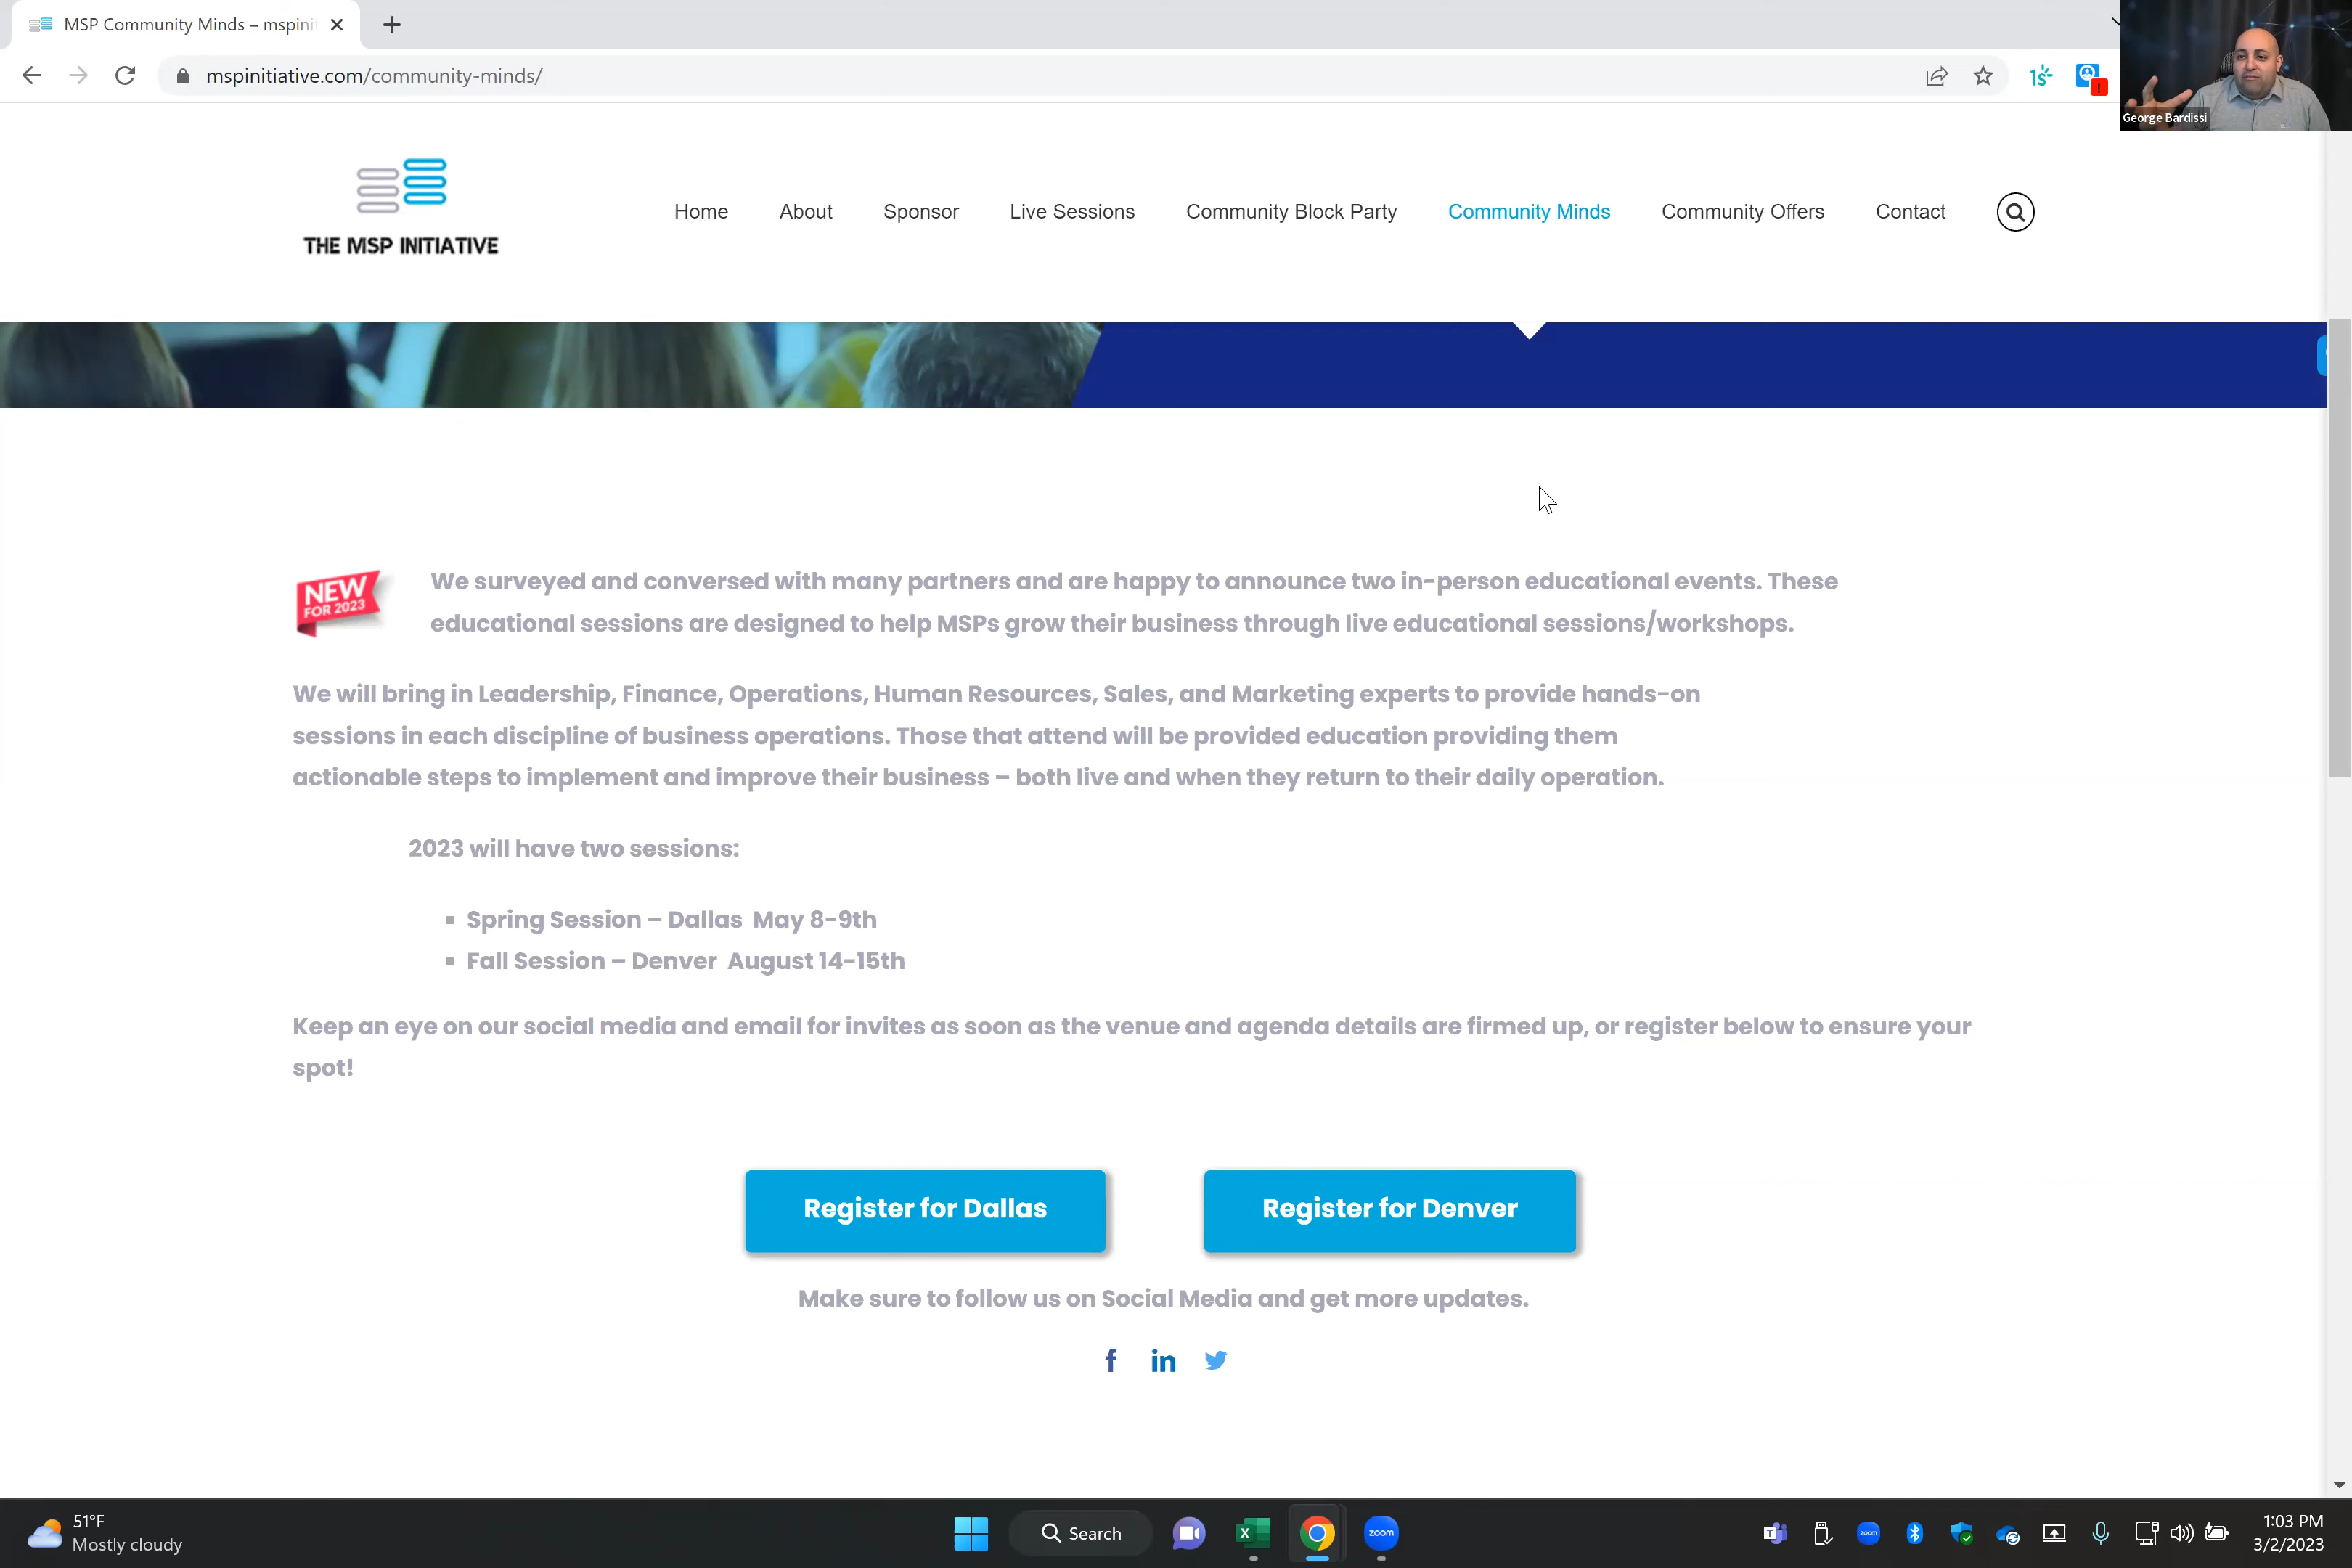 MSP Community Minds – mspini
mspinitiative.com/community-minds/
1s
George Bardissi
THE MSP INITIATIVE
Home
About
Sponsor
Live Sessions
Community Block Party
Community Minds
Community Offers
Contact
NEW
FOR 2023
We surveyed and conversed with many partners and are happy to announce two in-person educational events. These
educational sessions are designed to help MSPs grow their business through live educational sessions/workshops.
We will bring in Leadership, Finance, Operations, Human Resources, Sales, and Marketing experts to provide hands-on
sessions in each discipline of business operations. Those that attend will be provided education providing them
actionable steps to implement and improve their business – both live and when they return to their daily operation.
2023 will have two sessions:
▪ Spring Session – Dallas May 8-9th
▪ Fall Session – Denver August 14-15th
Keep an eye on our social media and email for invites as soon as the venue and agenda details are firmed up, or register below to ensure your
spot!
Register for Dallas
Register for Denver
Make sure to follow us on Social Media and get more updates.
f
in
51°F
Mostly cloudy
Search
X
zoom
T
zoom
1:03 PM
3/2/2023